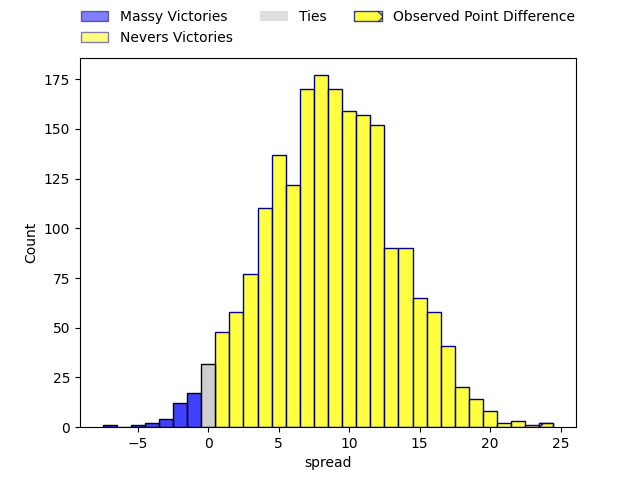 Massy Victories Ties Observed Point Difference
Nevers Victories
175
150
125
100
75
50
25
0
Count
−5 0 5 10 15 20 25
spread